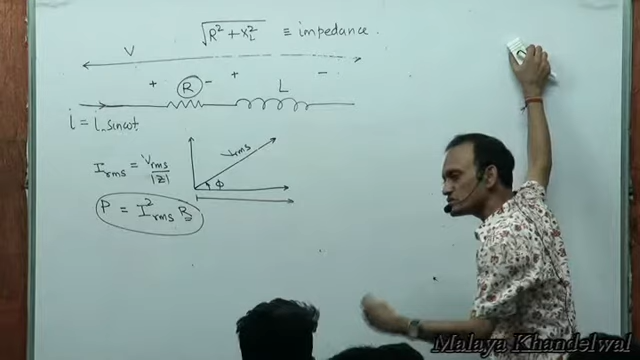 √(R² + X_L²) ≡ impedance.
V
+ R - + L -
i = i₀ sinωt
I_rms = V_rms / |Z|
V_rms
φ
P = I²_rms R
Malaya Khandelwal